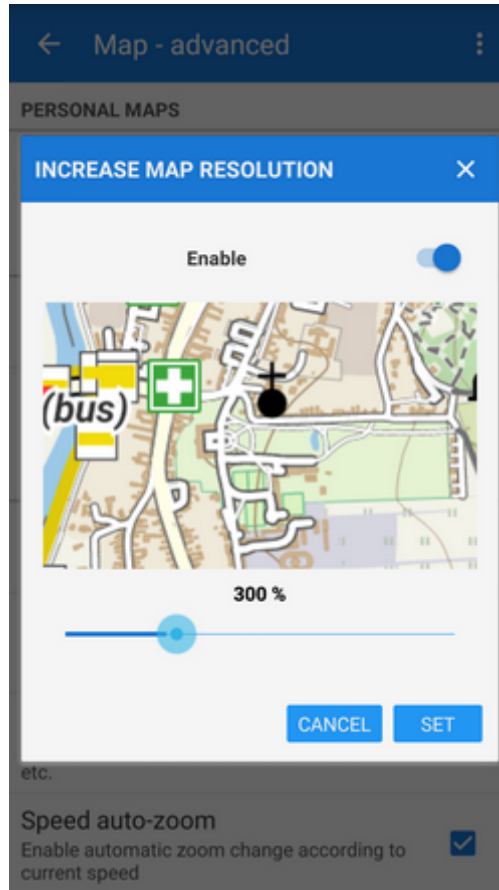 Map - advanced
PERSONAL MAPS
INCREASE MAP RESOLUTION
Enable
(bus)
300 %
CANCEL
SET
etc.
Speed auto-zoom
Enable automatic zoom change according to
current speed